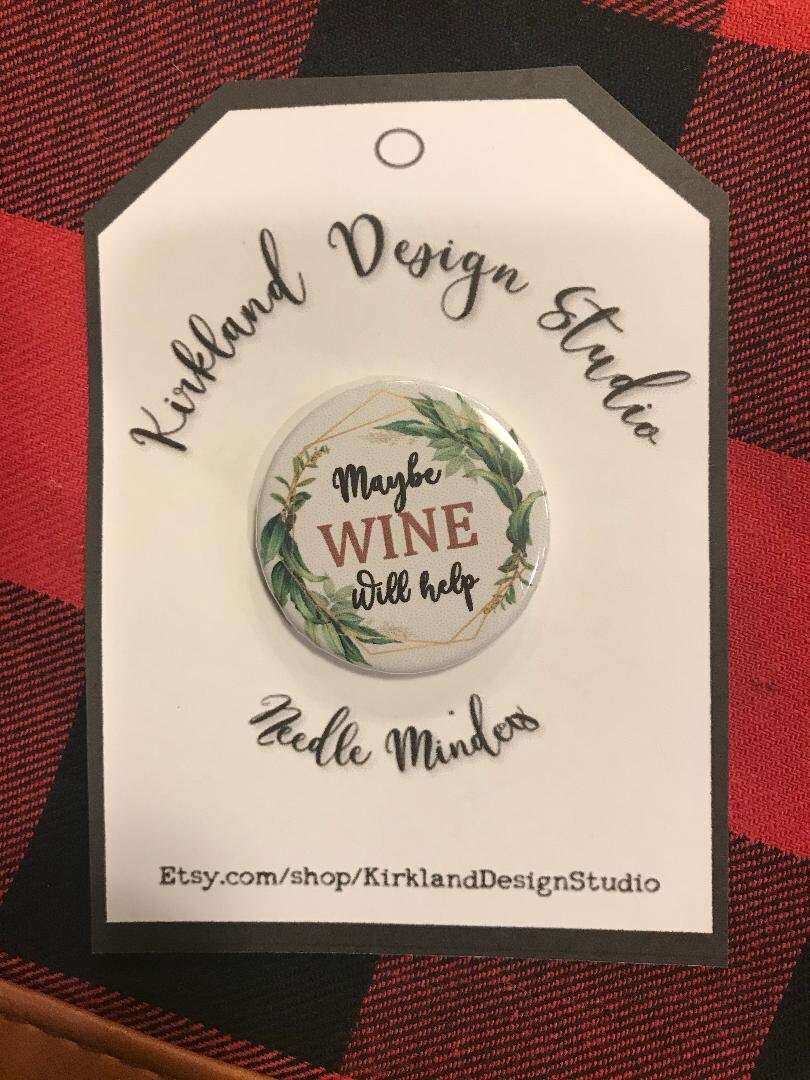 Kirkland Design Studio
Maybe
WINE
Will help
Needle Minders
Etsy.com/shop/KirklandDesignStudio